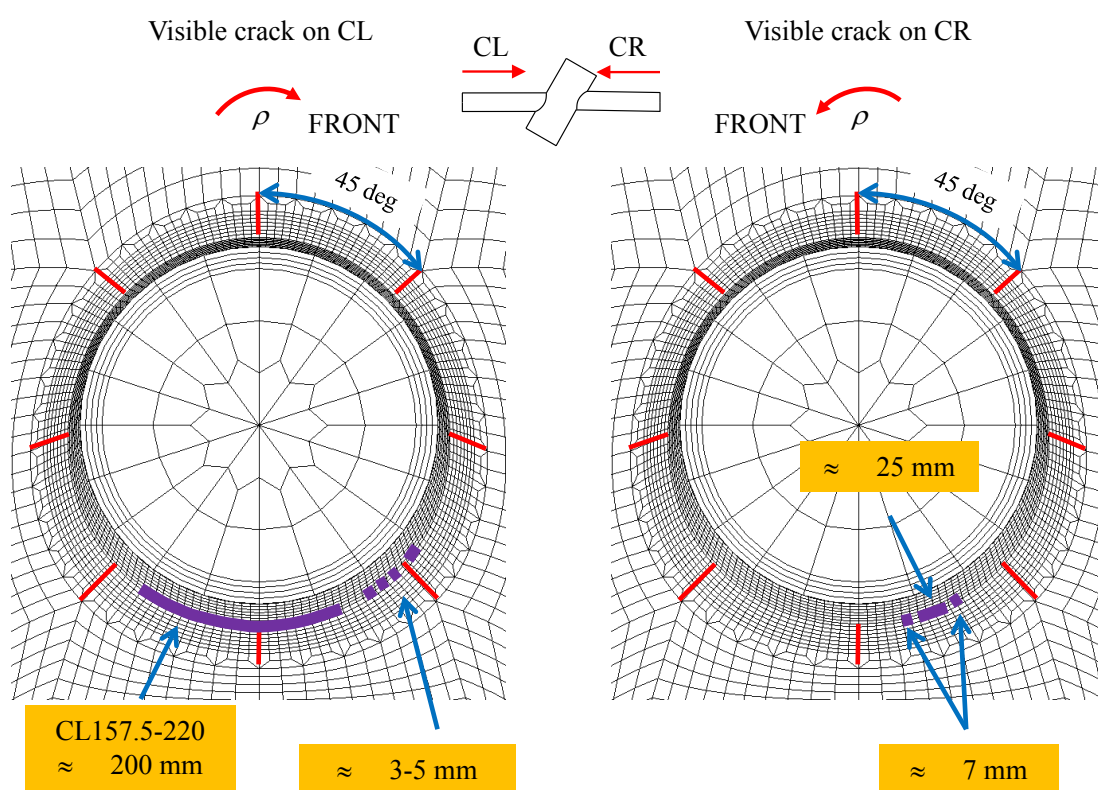 Visible crack on CL
Visible crack on CR
CL
CR
ρ
FRONT
FRONT
ρ
45 deg
45 deg
≈ 25 mm
CL157.5-220
≈ 200 mm
≈ 3-5 mm
≈ 7 mm